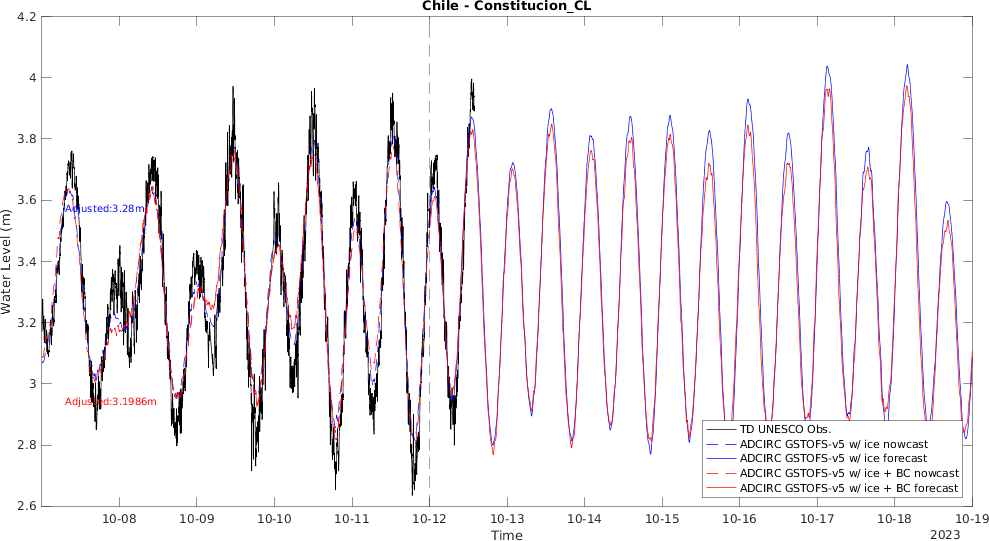 Chile - Constitucion_CL
4.2
4
3.8
3.6
3.4
3.2
3
2.8
2.6
Water Level (m)
Adjusted:3.28m
Adjusted:3.1986m
TD UNESCO Obs.
ADCIRC GSTOFS-v5 w/ ice nowcast
ADCIRC GSTOFS-v5 w/ ice forecast
ADCIRC GSTOFS-v5 w/ ice + BC nowcast
ADCIRC GSTOFS-v5 w/ ice + BC forecast
10-08 10-09 10-10 10-11 10-12 10-13 10-14 10-15 10-16 10-17 10-18 10-19
Time
2023